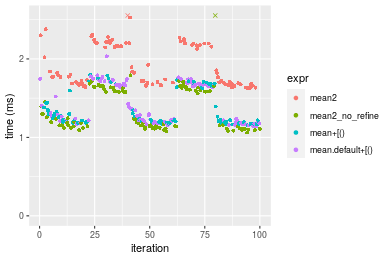 2
1
0
time (ms)
0
25
50
75
100
iteration
expr
mean2
mean2_no_refine
mean+[()
mean.default+[()